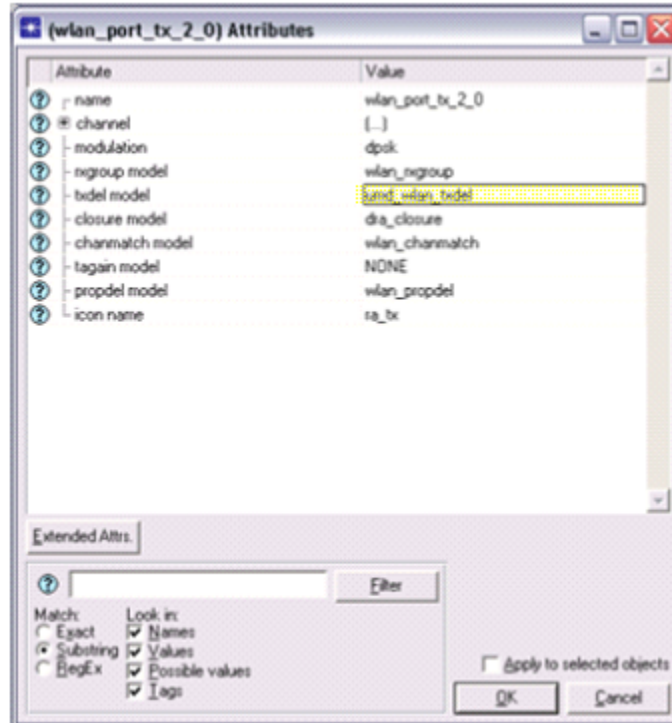 (wlan_port_tx_2_0) Attributes
Attribute Value
name wlan_port_tx_2_0
channel (...)
modulation dpsk
rxgroup model wlan_rxgroup
txdel model umd_wlan_txdel
closure model dra_closure
chanmatch model wlan_chanmatch
tagain model NONE
propdel model wlan_propdel
icon name ra_tx
Extended Attrs.
Filter
Match: Look in:
Exact Names
Substring Values
RegEx Possible values
Tags
Apply to selected objects
OK Cancel